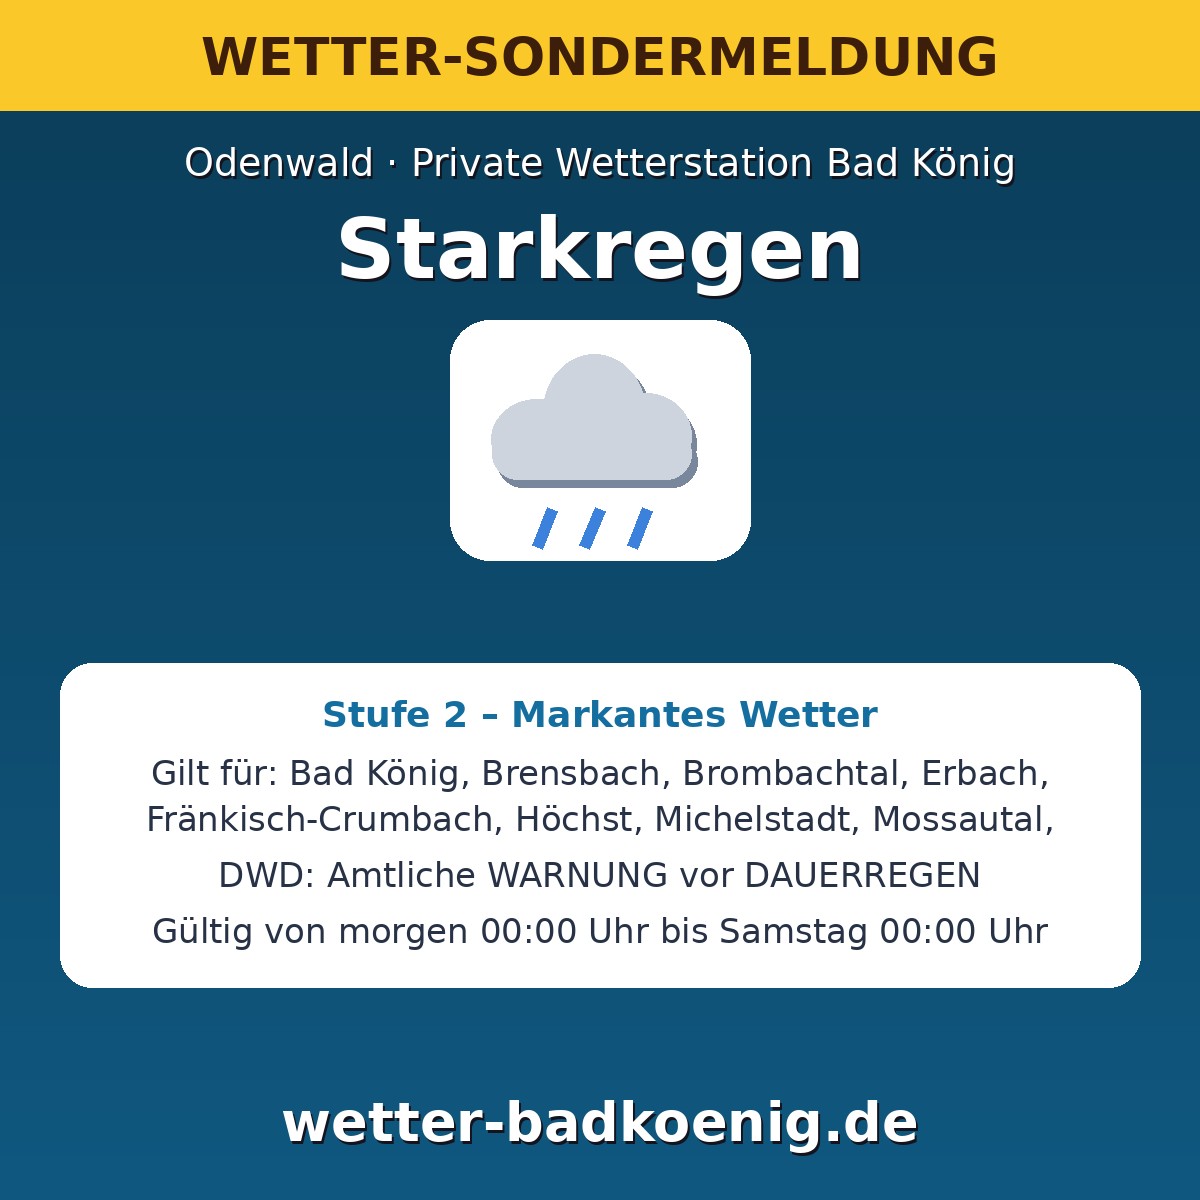 WETTER-SONDERMELDUNG
Odenwald · Private Wetterstation Bad König
Starkregen
Stufe 2 – Markantes Wetter
Gilt für: Bad König, Brensbach, Brombachtal, Erbach,
Fränkisch-Crumbach, Höchst, Michelstadt, Mossautal,
DWD: Amtliche WARNUNG vor DAUERREGEN
Gültig von morgen 00:00 Uhr bis Samstag 00:00 Uhr
wetter-badkoenig.de